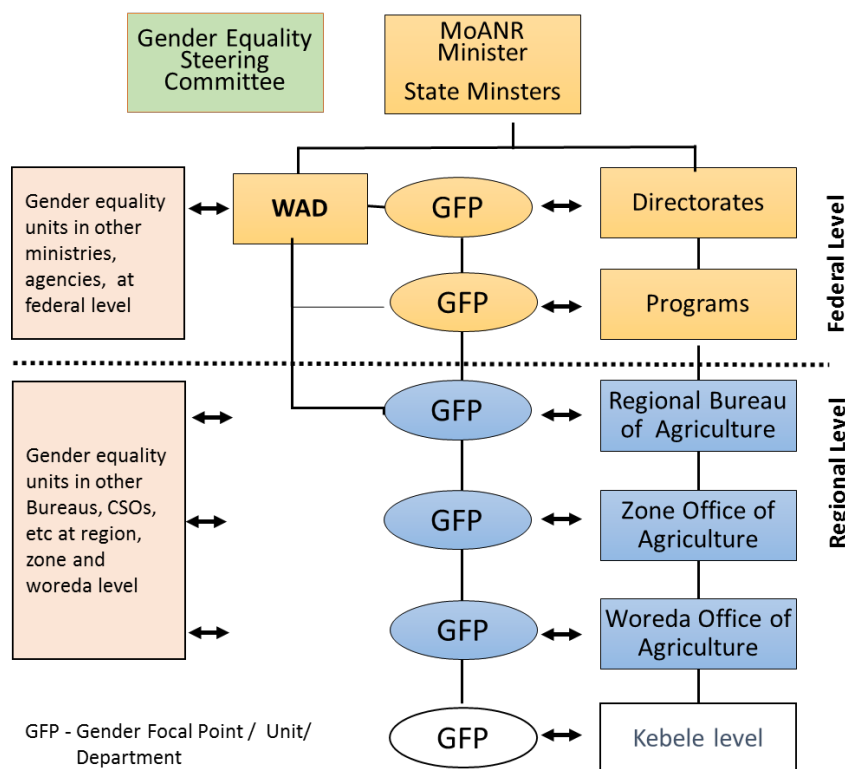 Gender Equality
Steering
Committee
MoANR
Minister
State Minsters
Gender equality
units in other
ministries,
agencies, at
federal level
WAD
GFP
Directorates
Federal Level
GFP
Programs
Gender equality
units in other
Bureaus, CSOs,
etc at region,
zone and
woreda level
GFP
Regional Bureau
of Agriculture
Regional Level
GFP
Zone Office of
Agriculture
GFP
Woreda Office of
Agriculture
GFP - Gender Focal Point / Unit/
Department
GFP
Kebele level